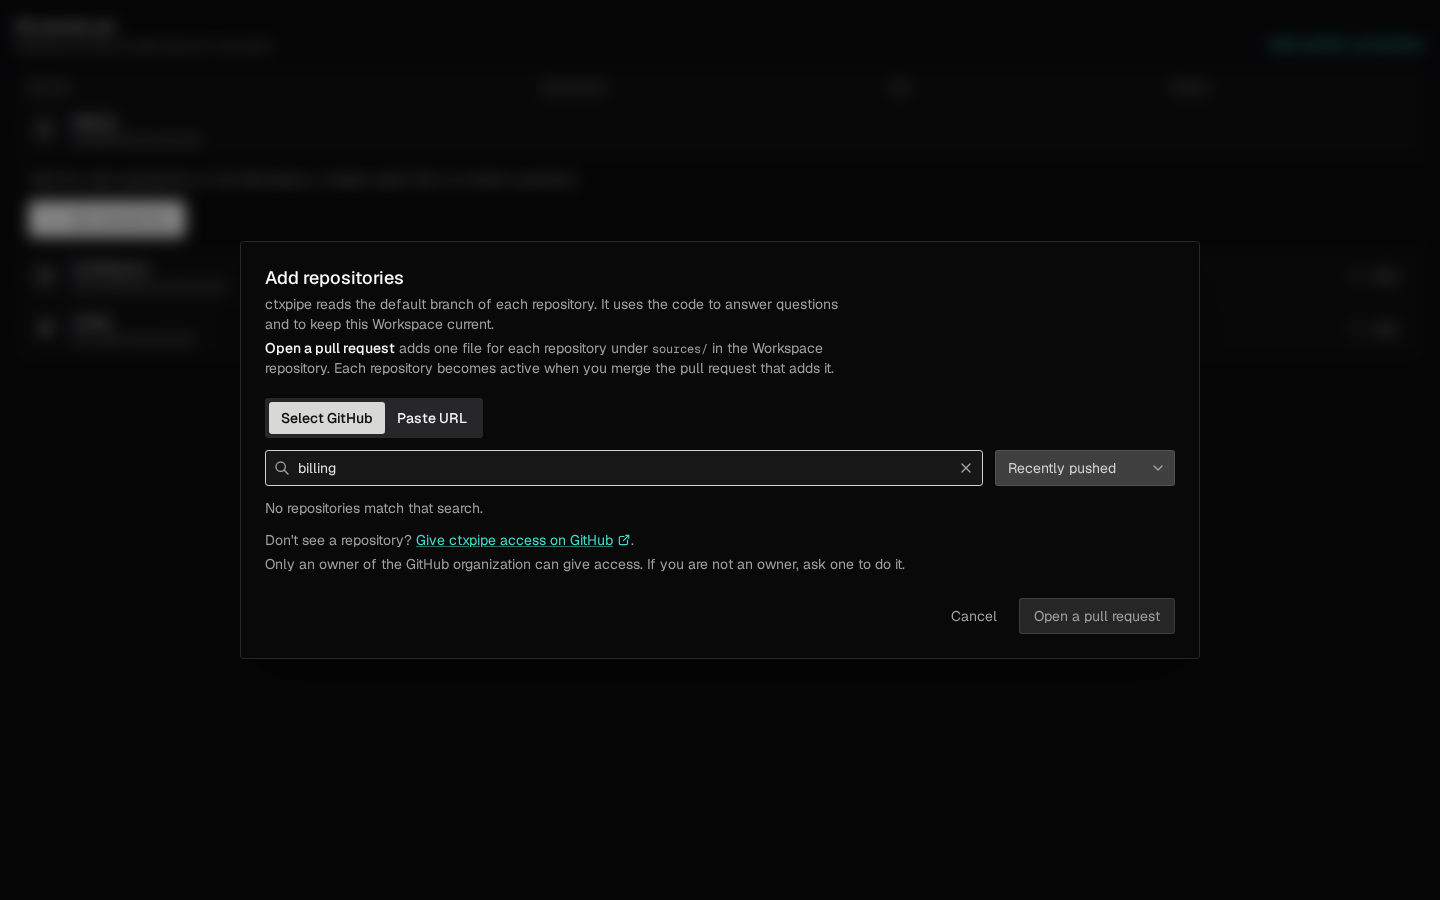 Add repositories
ctxpipe reads the default branch of each repository. It uses the code to answer questions
and to keep this Workspace current.
Open a pull request adds one file for each repository under sources/ in the Workspace
repository. Each repository becomes active when you merge the pull request that adds it.
Select GitHub Paste URL
billing Recently pushed
No repositories match that search.
Don't see a repository? Give ctxpipe access on GitHub.
Only an owner of the GitHub organization can give access. If you are not an owner, ask one to do it.
Cancel Open a pull request